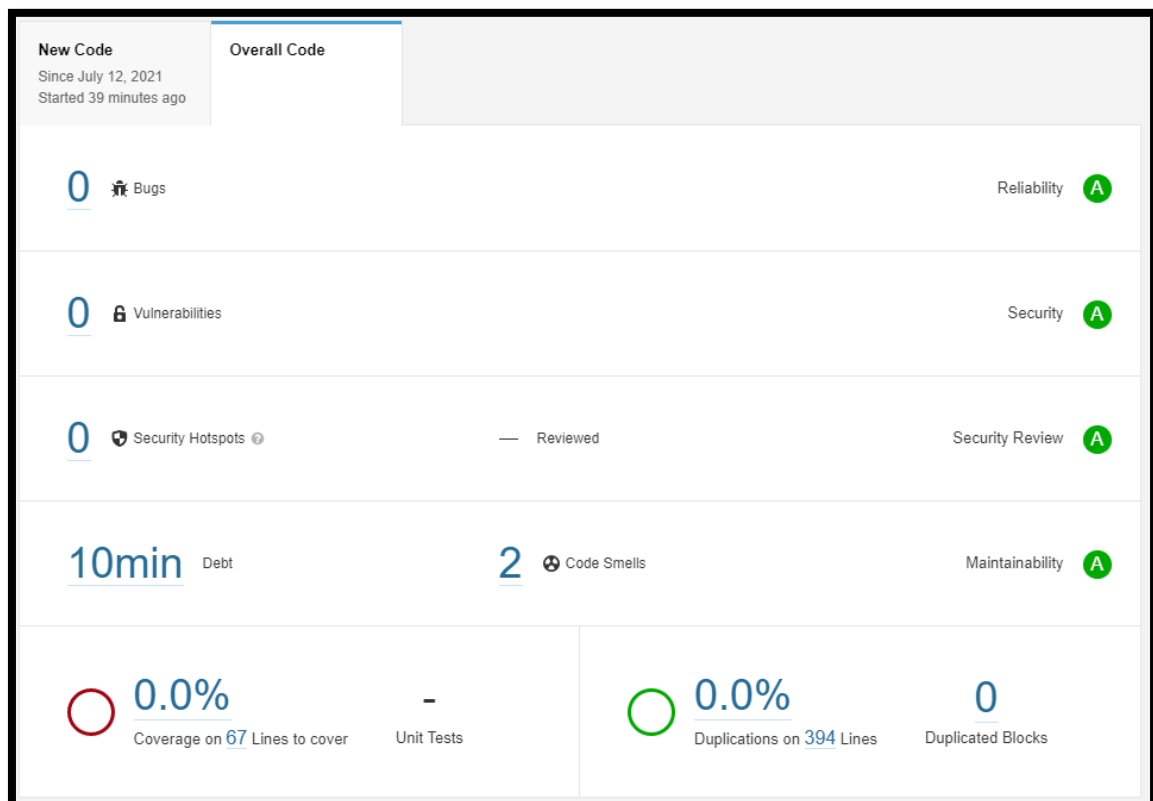 New Code
Since July 12, 2021
Started 39 minutes ago
Overall Code
0 Bugs
Reliability A
0 Vulnerabilities
Security A
0 Security Hotspots ?
— Reviewed
Security Review A
10min Debt
2 Code Smells
Maintainability A
0.0%
Coverage on 67 Lines to cover
-
Unit Tests
0.0%
Duplications on 394 Lines
0
Duplicated Blocks